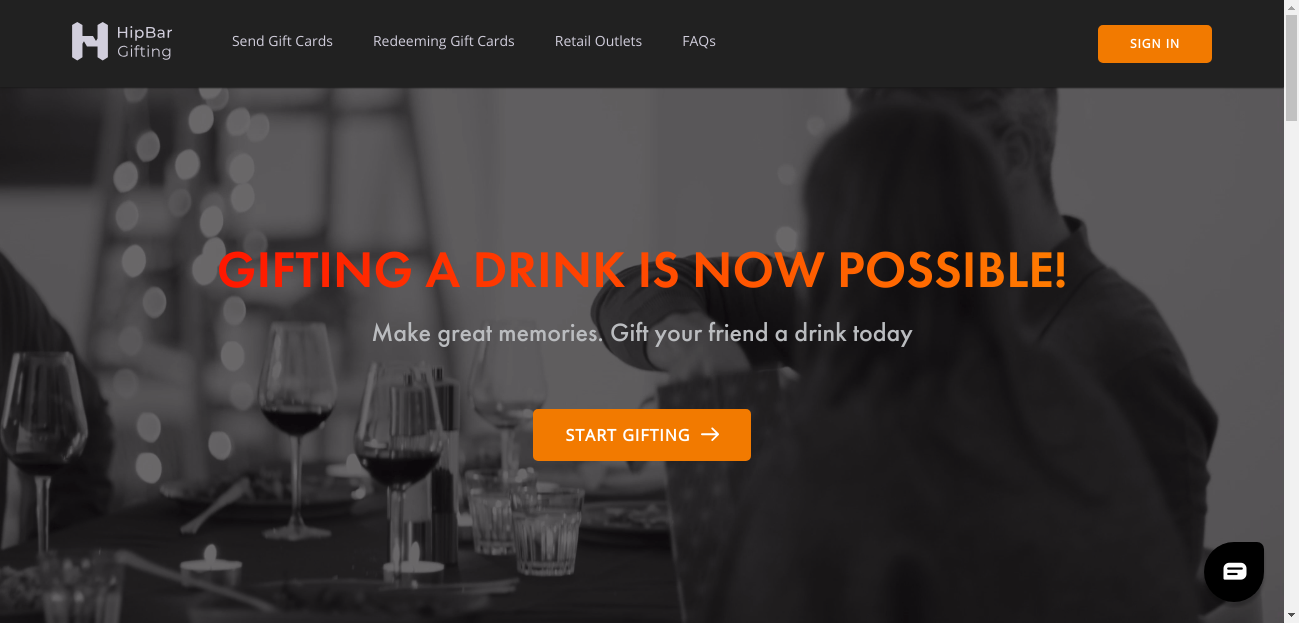 HipBar
Gifting
Send Gift Cards
Redeeming Gift Cards
Retail Outlets
FAQs
SIGN IN
GIFTING A DRINK IS NOW POSSIBLE!
Make great memories. Gift your friend a drink today
START GIFTING →